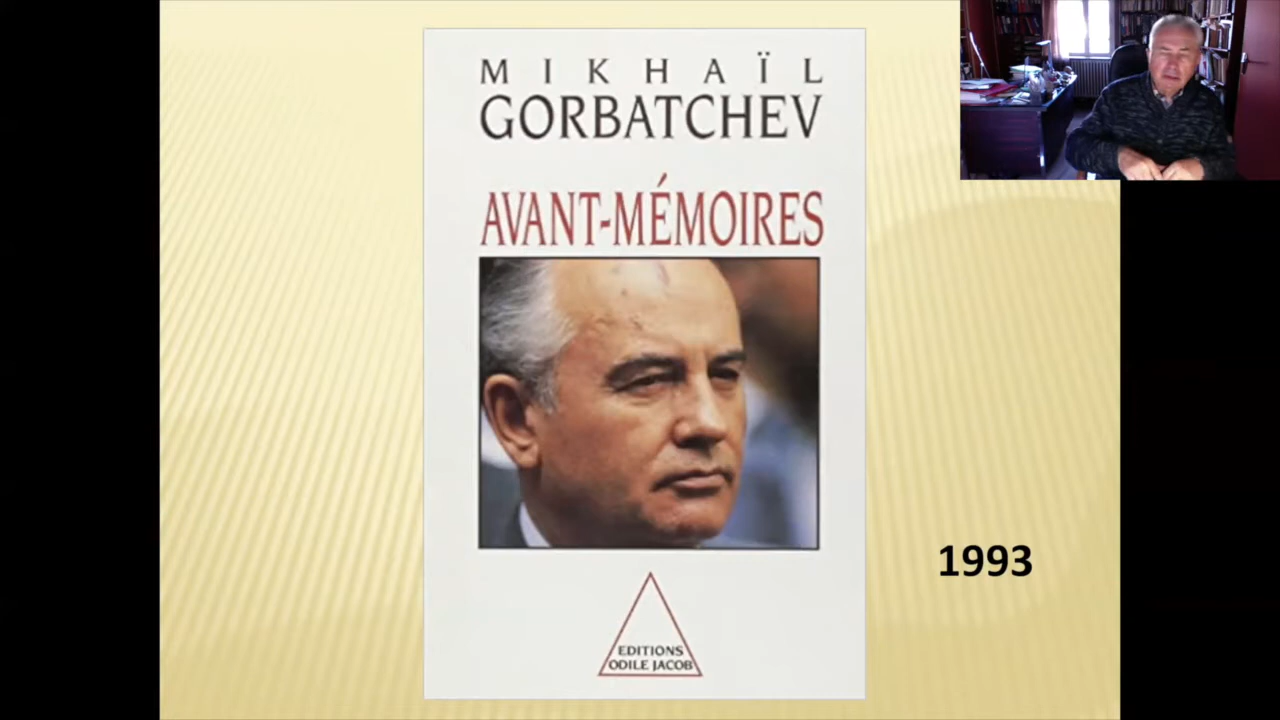 MIKHAÏL
GORBATCHEV
AVANT-MÉMOIRES
1993
EDITIONS
ODILE JACOB